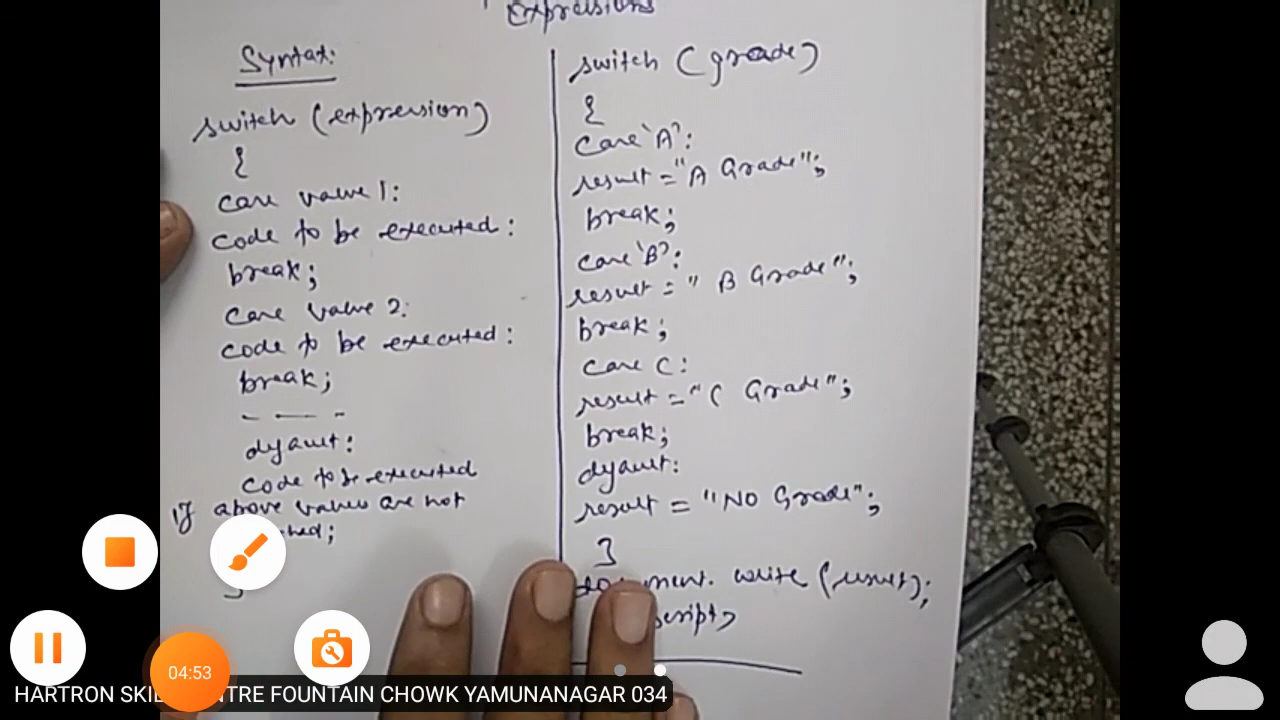 expressions
Syntax:
switch (expression)
{
case value 1:
code to be executed:
break;
case value 2:
code to be executed:
break;
- — -
default:
code to be executed
if above values are not
switch (grade)
{
case 'A':
result = "A Grade";
break;
case 'B':
result = " B Grade";
break;
case C:
result = "C Grade";
break;
default:
result = "NO Grade";
}
write (result);
script>
04:53
HARTRON FOUNTAIN CHOWK YAMUNANAGAR 034